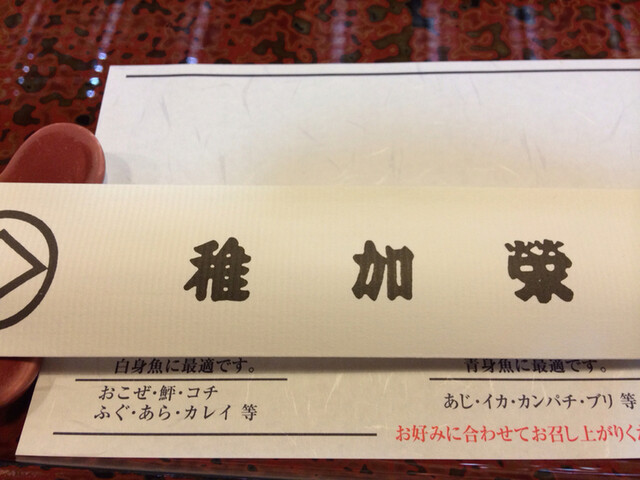 稚加榮
白身魚に最適です。
おこぜ・鮃・コチ
ふぐ・あら・カレイ 等
青身魚に最適です。
あじ・イカ・カンパチ・ブリ 等
お好みに合わせてお召し上がりく